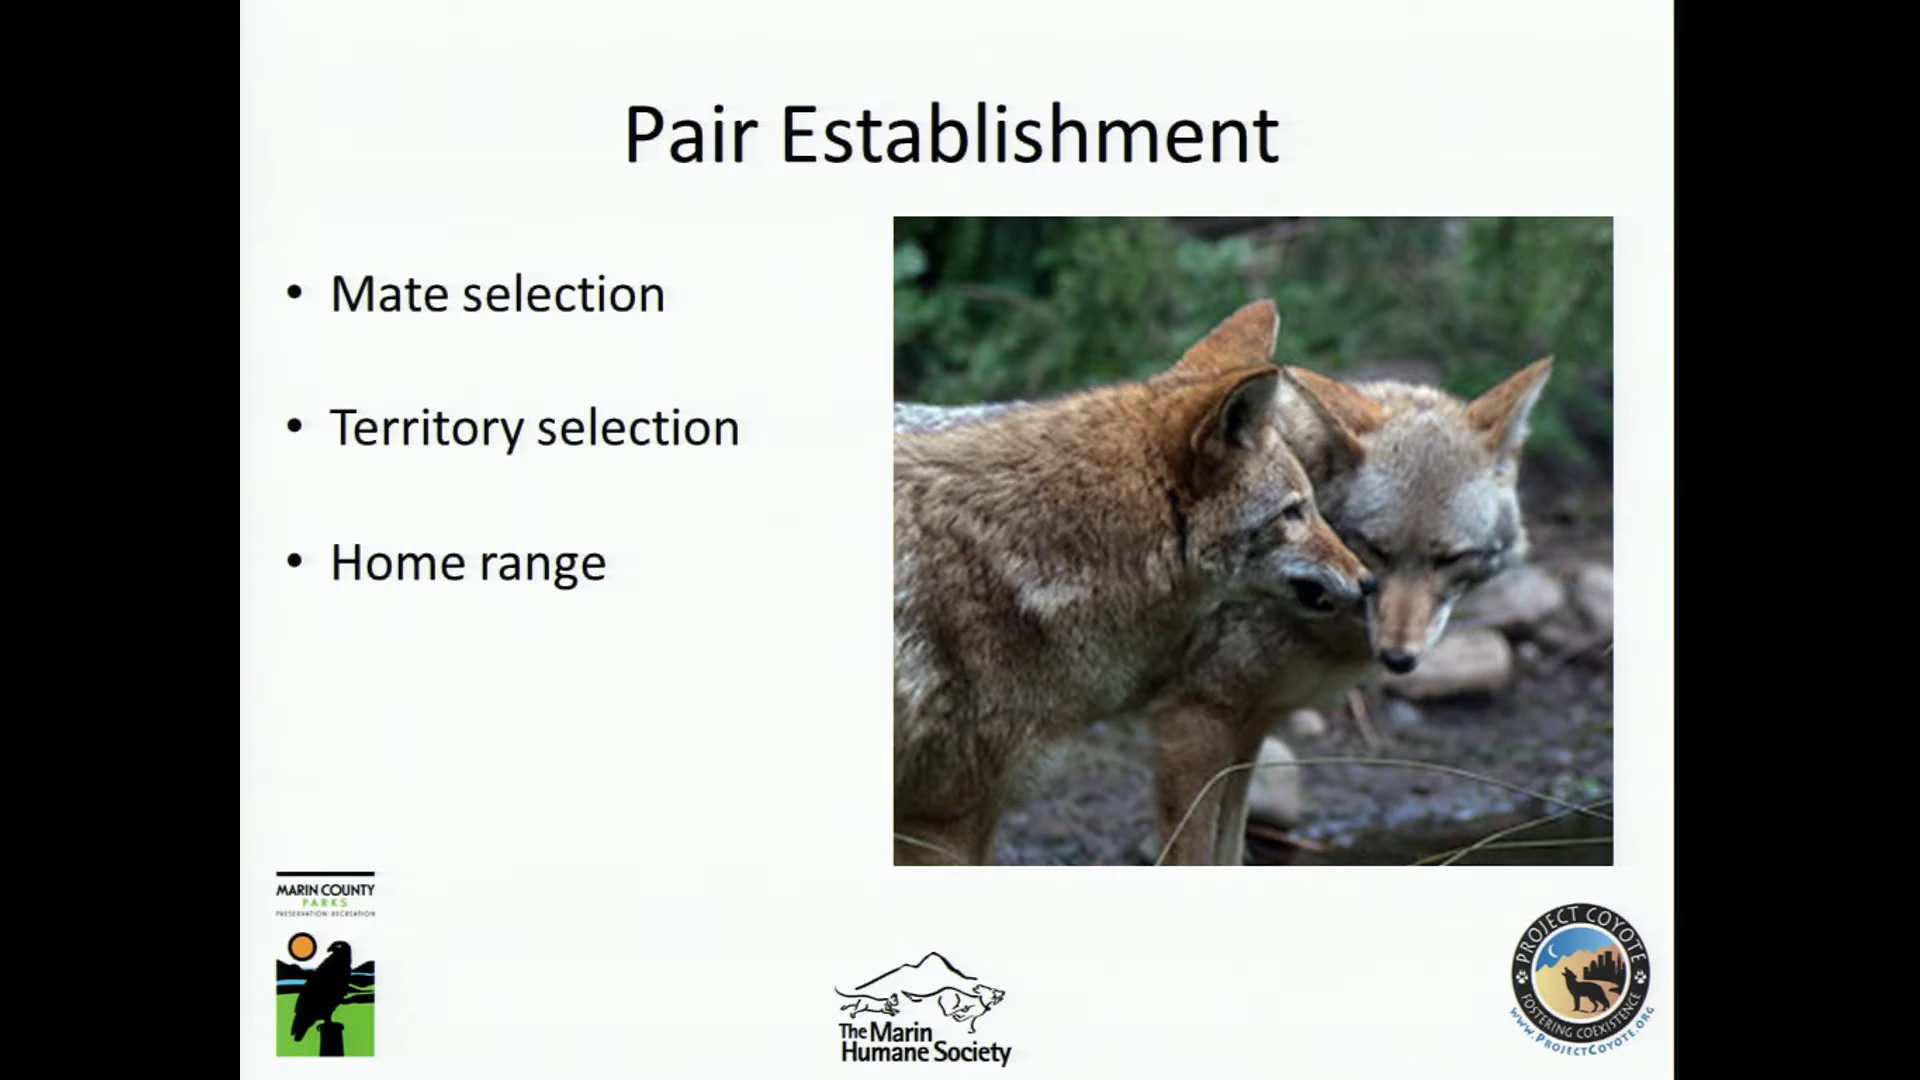 Pair Establishment
• Mate selection
• Territory selection
• Home range
MARIN COUNTY
PARKS
PRESERVATION·RECREATION
The Marin
Humane Society
PROJECT COYOTE
FOSTERING COEXISTENCE
WWW.PROJECTCOYOTE.ORG